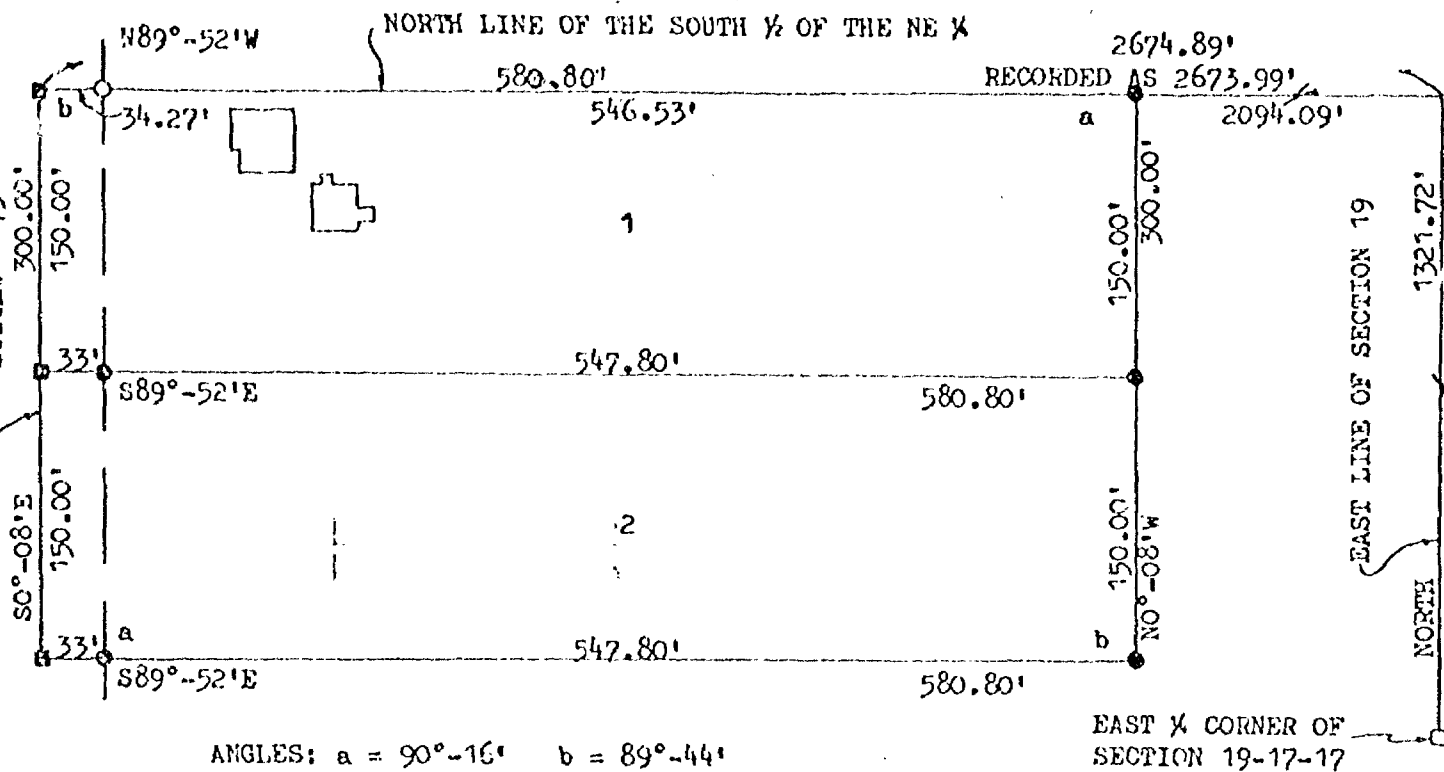 NORTH LINE OF THE SOUTH ½ OF THE NE ¼
N89°-52'W
2674.89'
580.80'
RECORDED AS 2673.99'
b
34.27'
546.53'
a
2094.09'
300.00'
150.00'
1
150.00'
300.00'
EAST LINE OF SECTION 19
1321.72'
33'
547.80'
S89°-52'E
580.80'
S0°-08'E
150.00'
2
150.00'
N0°-08'W
NORTH
33'
a
547.80'
b
S89°-52'E
580.80'
EAST ¼ CORNER OF
SECTION 19-17-17
ANGLES: a = 90°-16' b = 89°-44'